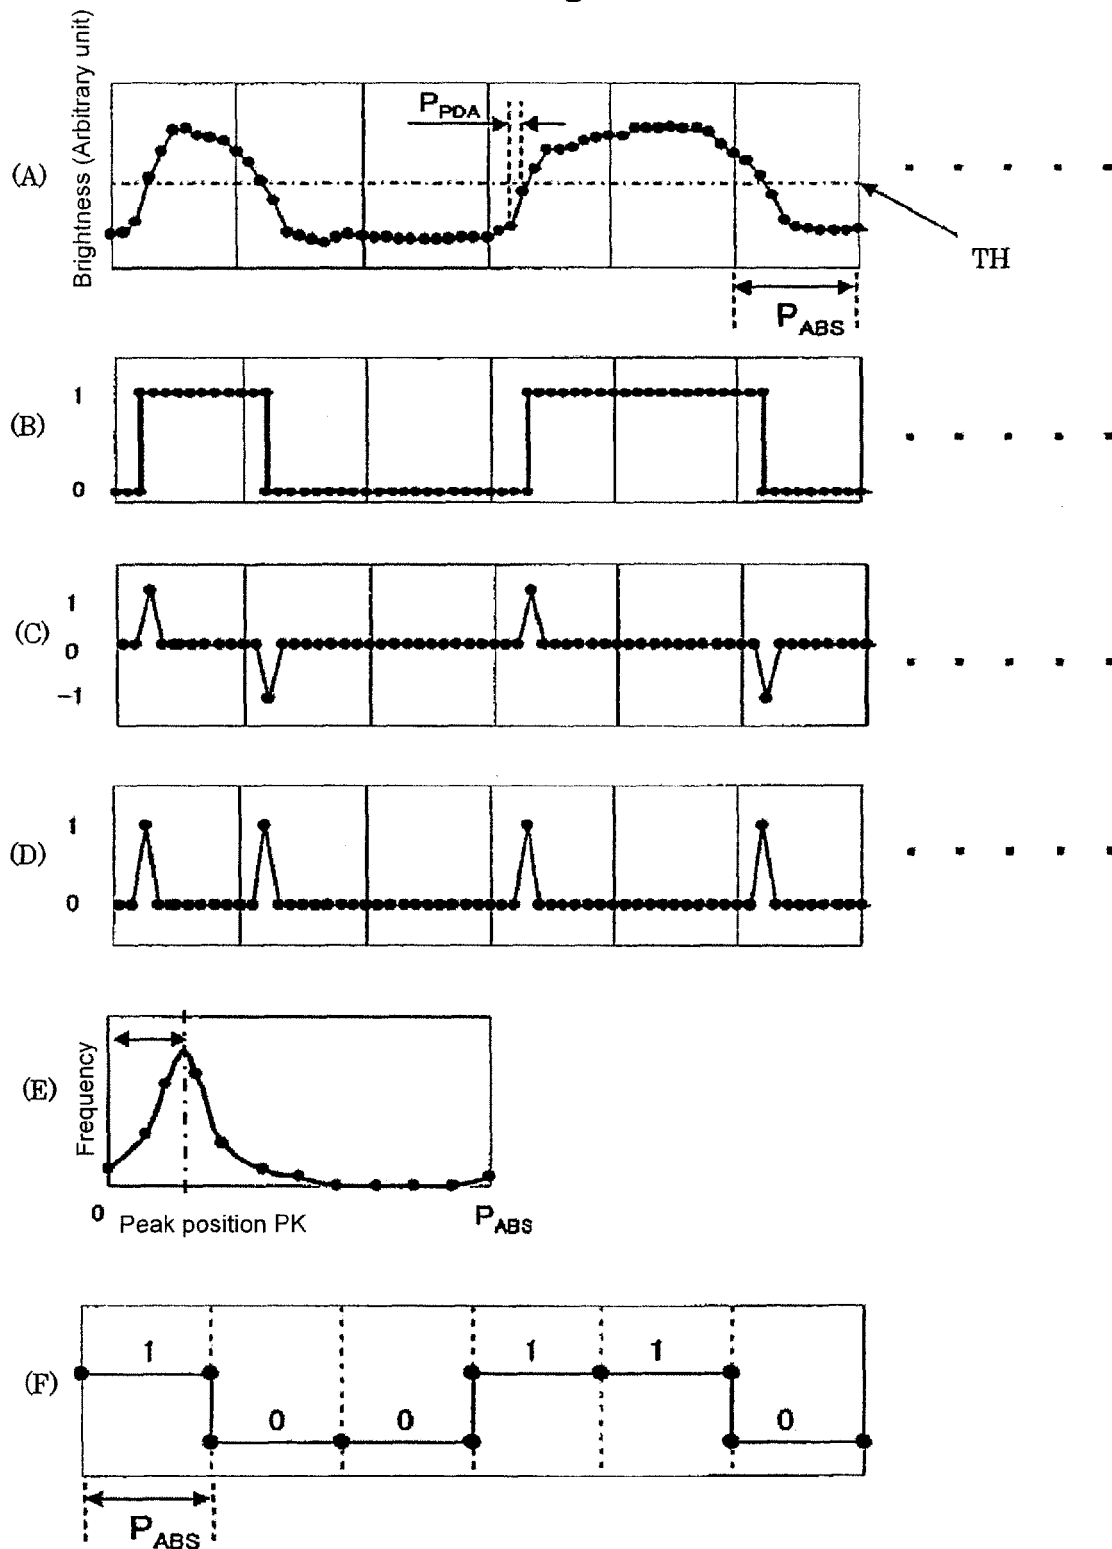 Brightness (Arbitrary unit)
(A)
P_PDA
TH
P_ABS
(B)
1
0
(C)
1
0
-1
(D)
1
0
(E)
Frequency
0
Peak position PK
P_ABS
(F)
1
0
0
1
1
0
P_ABS